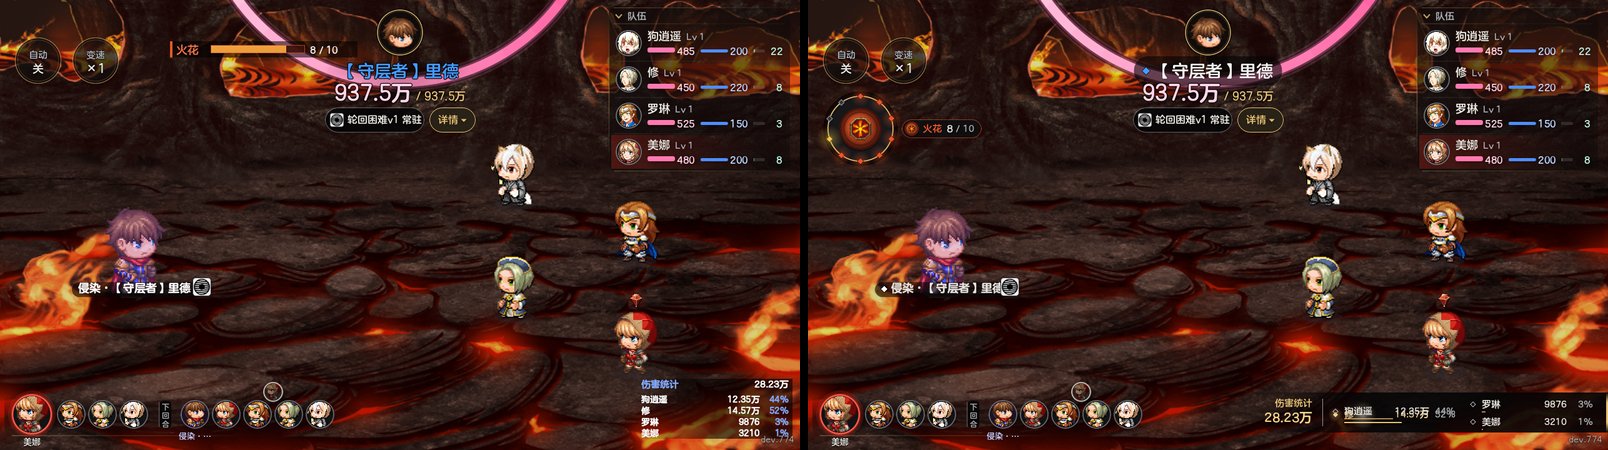 自动
关
变速
×1
火花
8 / 10
【守层者】里德
937.5万 / 937.5万
轮回困难v1 常驻
详情
队伍
狗逍遥 Lv 1
485 200 22
修 Lv 1
450 220 8
罗琳 Lv 1
525 150 3
美娜 Lv 1
480 200 8
侵染·【守层者】里德
美娜
下回合
侵染·…
伤害统计 28.23万
狗逍遥 12.35万 44%
修 14.57万 52%
罗琳 9876 3%
美娜 3210 1%
dev.774
自动
关
变速
×1
火花 8 / 10
【守层者】里德
937.5万 / 937.5万
轮回困难v1 常驻
详情
队伍
狗逍遥 Lv 1
485 200 22
修 Lv 1
450 220 8
罗琳 Lv 1
525 150 3
美娜 Lv 1
480 200 8
侵染·【守层者】里德
美娜
下回合
侵染·…
伤害统计
28.23万
狗逍遥 12.35万
罗琳 9876 3%
美娜 3210 1%
dev.774